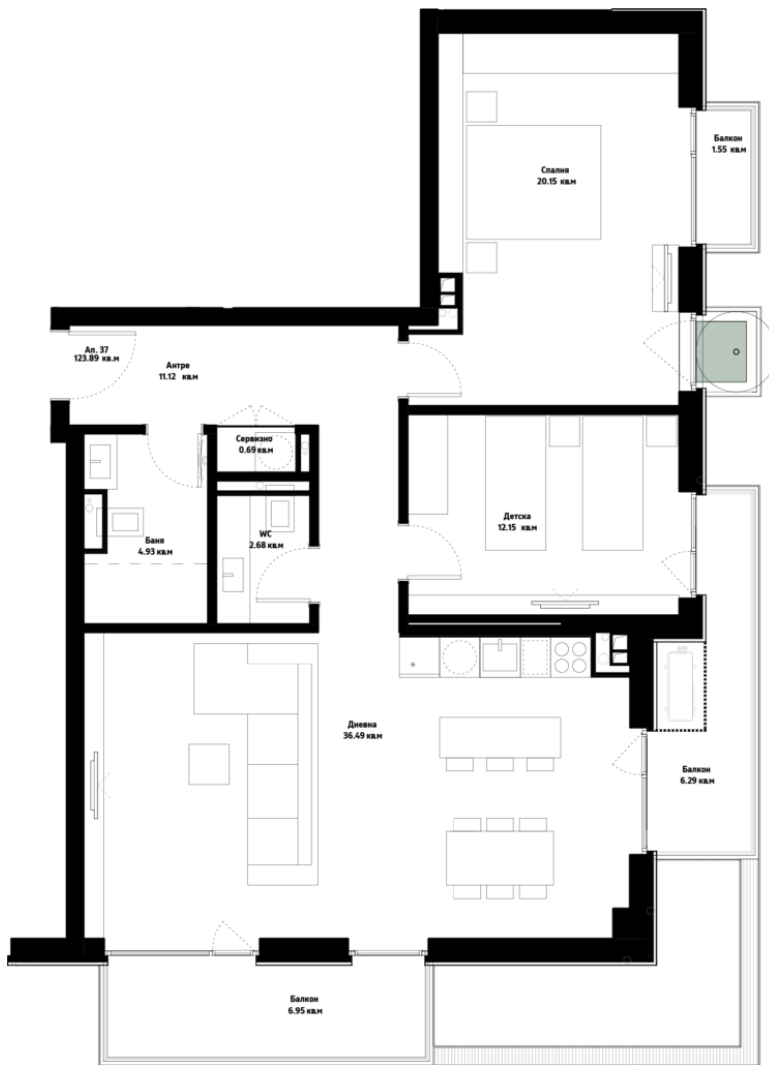 Балкон
1.55 кв.м
Спалня
20.15 кв.м
Ап. 37
123.89 кв.м
Антре
11.12 кв.м
Сервизно
0.69 кв.м
Детска
12.15 кв.м
WC
2.68 кв.м
Баня
4.93 кв.м
Дневна
36.49 кв.м
Балкон
6.29 кв.м
Балкон
6.95 кв.м